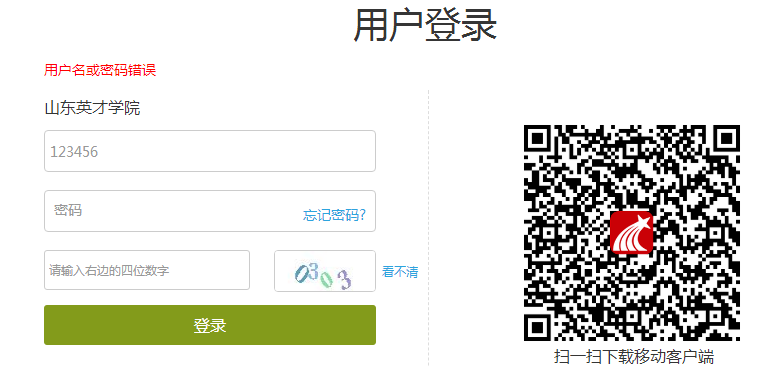 用户登录
用户名或密码错误
山东英才学院
123456
密码
忘记密码?
请输入右边的四位数字
0303
看不清
登录
扫一扫下载移动客户端